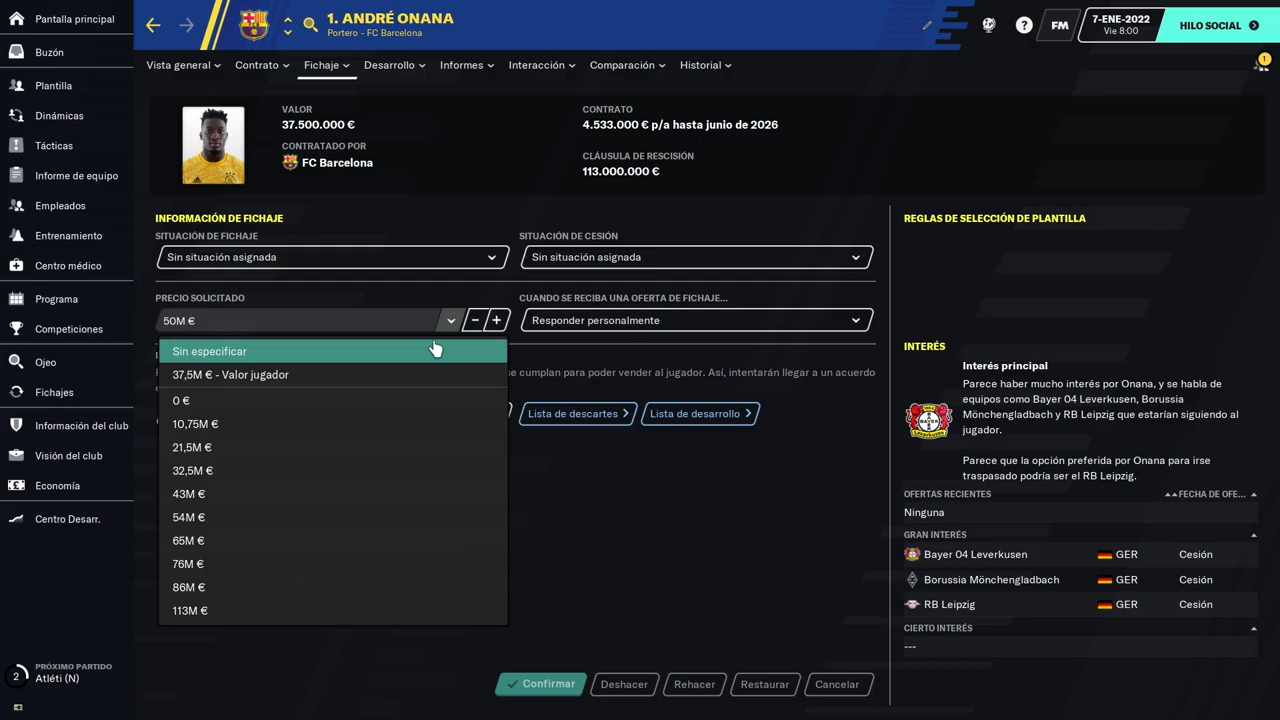 Pantalla principal
Buzón
Plantilla
Dinámicas
Tácticas
Informe de equipo
Empleados
Entrenamiento
Centro médico
Programa
Competiciones
Ojeo
Fichajes
Información del club
Visión del club
Economía
Centro Desarr.
2
PRÓXIMO PARTIDO
Atléti (N)
1. ANDRÉ ONANA
Portero - FC Barcelona
FM
7-ENE-2022
Vie 8:00
HILO SOCIAL
Vista general
Contrato
Fichaje
Desarrollo
Informes
Interacción
Comparación
Historial
1
VALOR
37.500.000 €
CONTRATADO POR
FC Barcelona
CONTRATO
4.533.000 € p/a hasta junio de 2026
CLÁUSULA DE RESCISIÓN
113.000.000 €
INFORMACIÓN DE FICHAJE
SITUACIÓN DE FICHAJE
Sin situación asignada
SITUACIÓN DE CESIÓN
Sin situación asignada
PRECIO SOLICITADO
50M €
CUANDO SE RECIBA UNA OFERTA DE FICHAJE...
Responder personalmente
Sin especificar
37,5M € - Valor jugador
0 €
10,75M €
21,5M €
32,5M €
43M €
54M €
65M €
76M €
86M €
113M €
se cumplan para poder vender al jugador. Así, intentarán llegar a un acuerdo
Lista de descartes
Lista de desarrollo
Confirmar
Deshacer
Rehacer
Restaurar
Cancelar
REGLAS DE SELECCIÓN DE PLANTILLA
INTERÉS
Interés principal
Parece haber mucho interés por Onana, y se habla de
equipos como Bayer 04 Leverkusen, Borussia
Mönchengladbach y RB Leipzig que estarían siguiendo al
jugador.
Parece que la opción preferida por Onana para irse
traspasado podría ser el RB Leipzig.
OFERTAS RECIENTES
FECHA DE OFE...
Ninguna
GRAN INTERÉS
Bayer 04 Leverkusen GER Cesión
Borussia Mönchengladbach GER Cesión
RB Leipzig GER Cesión
CIERTO INTERÉS
---